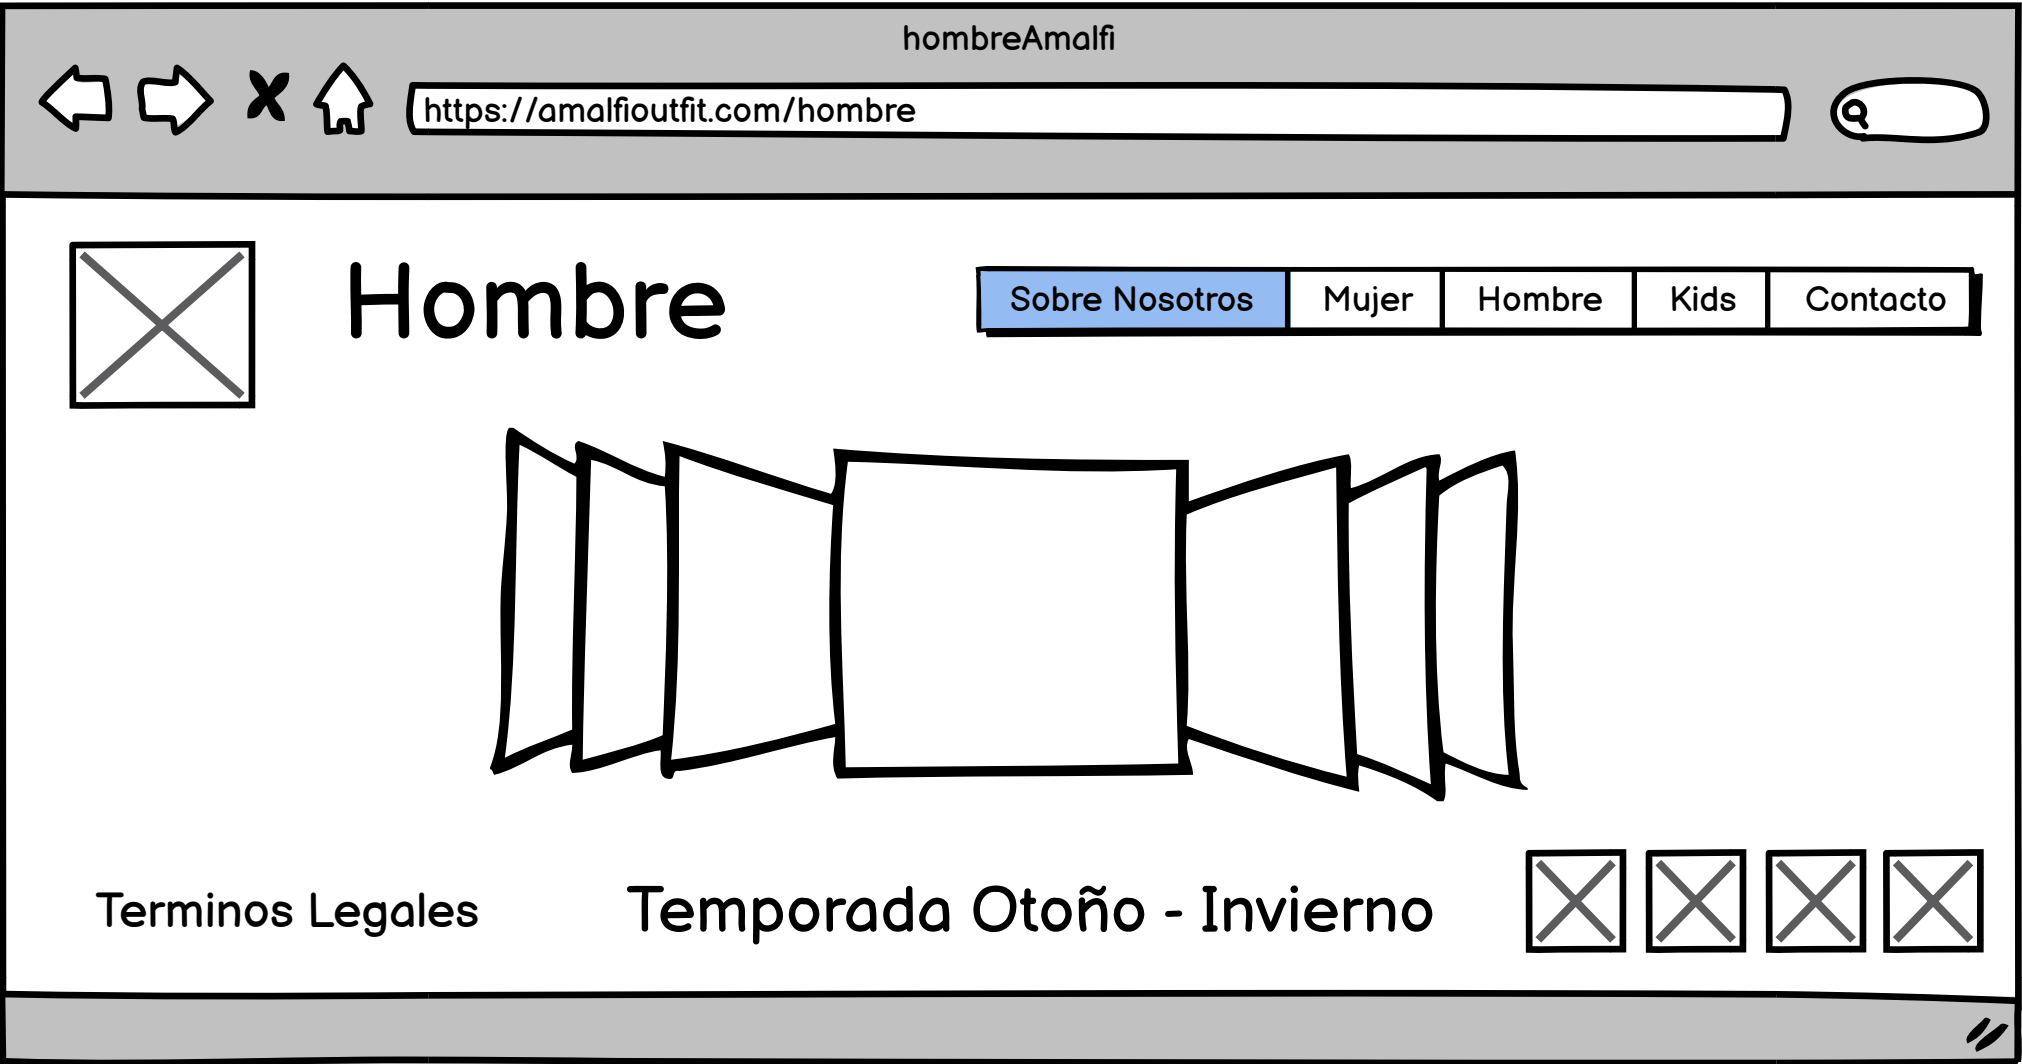 hombreAmalfi
https://amalfioutfit.com/hombre
Hombre
Sobre Nosotros Mujer Hombre Kids Contacto
Terminos Legales
Temporada Otoño - Invierno